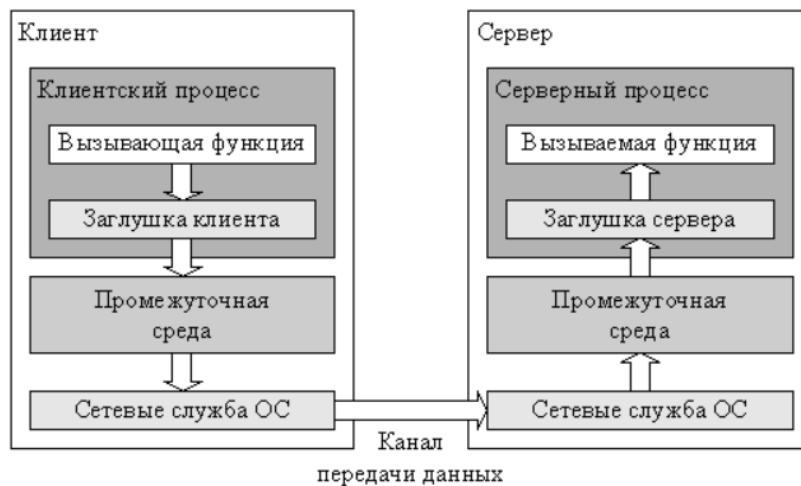 Клиент
Клиентский процесс
Вызывающая функция
Заглушка клиента
Промежуточная
среда
Сетевые служба ОС
Сервер
Серверный процесс
Вызываемая функция
Заглушка сервера
Промежуточная
среда
Сетевые служба ОС
Канал
передачи данных